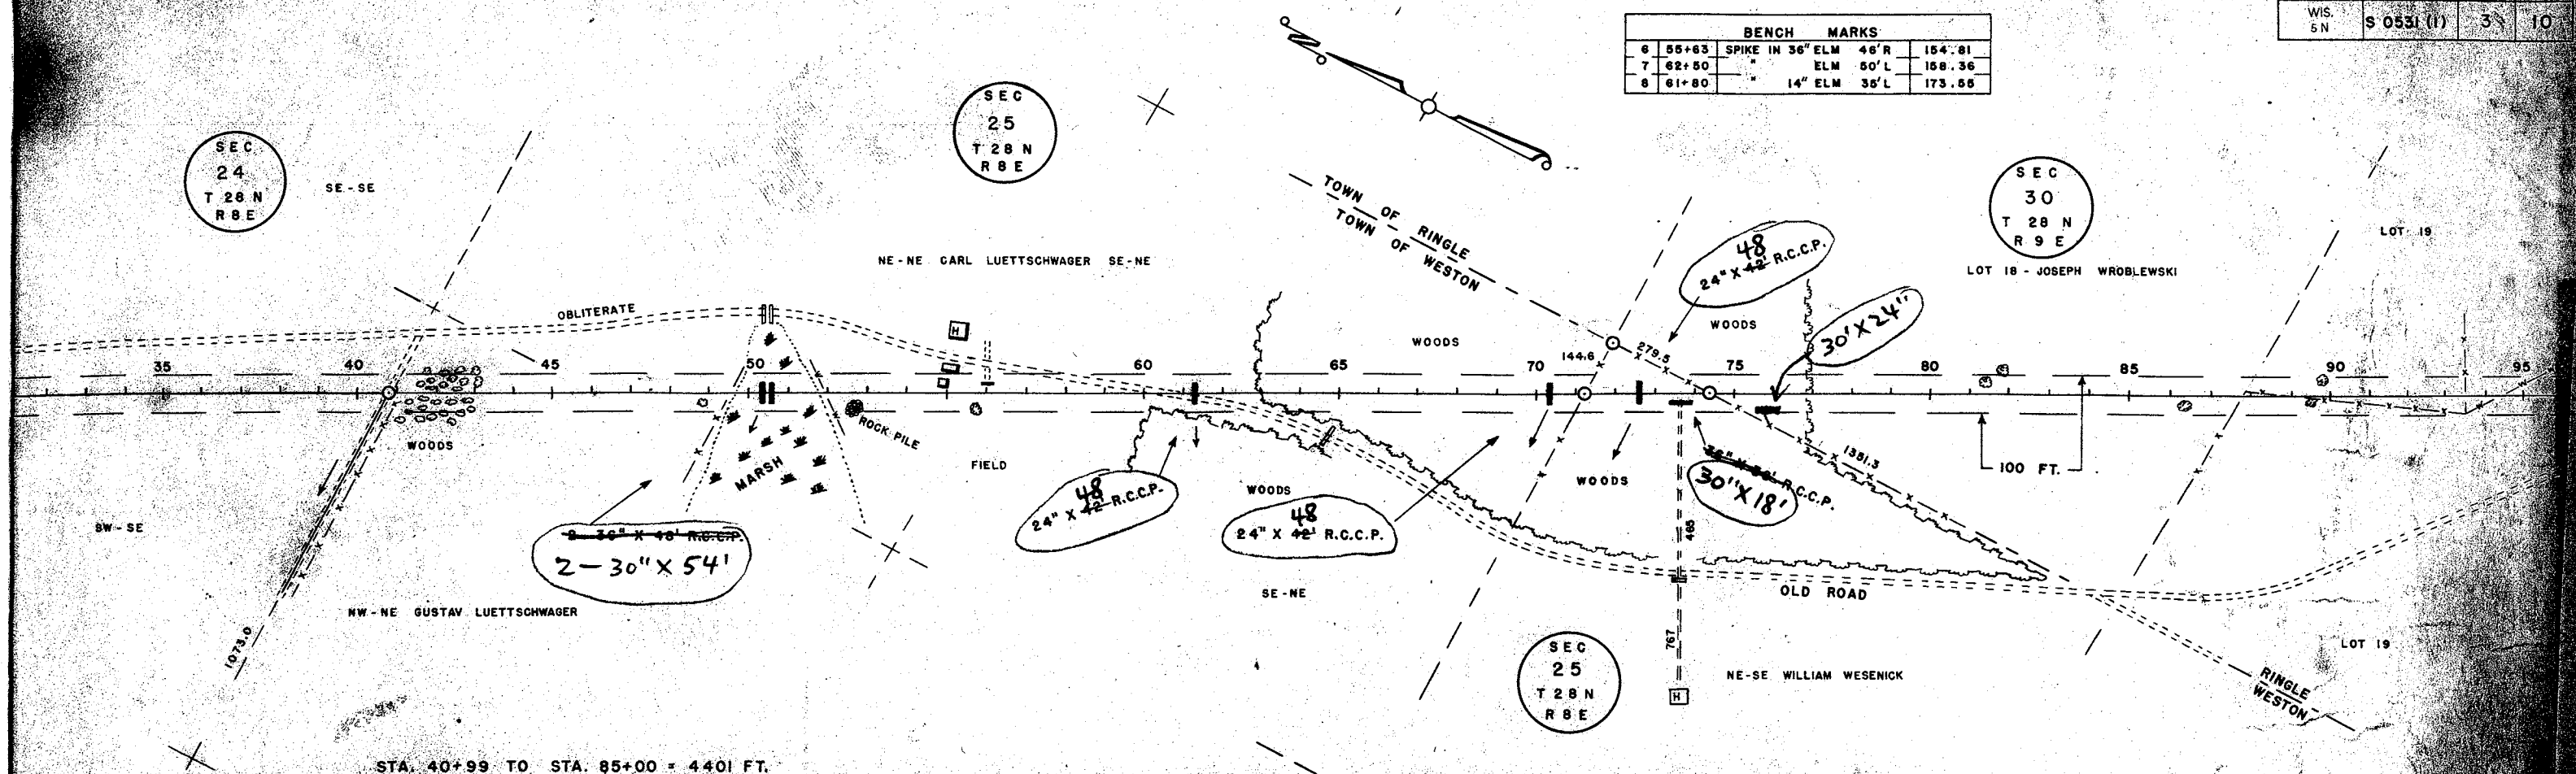 WIS.
5 N
S 0531 (1)
3
10
BENCH MARKS
6 55+63 SPIKE IN 36" ELM 46' R 154.81
7 62+50 " ELM 50' L 158.36
8 61+80 " 14" ELM 35' L 173.55
SEC
24
T 28 N
R 8 E
SE - SE
SEC
25
T 28 N
R 8 E
N
TOWN OF RINGLE
TOWN OF WESTON
SEC
30
T 28 N
R 9 E
LOT 19
LOT 18 - JOSEPH WROBLEWSKI
NE - NE CARL LUETTSCHWAGER SE - NE
48
24" X 42' R.C.C.P.
OBLITERATE
H
WOODS
WOODS
30' X 24"
35
40
45
50
60
65
70
144.6
279.5
75
80
85
90
95
WOODS
ROCK PILE
MARSH
FIELD
WOODS
WOODS
1351.3
100 FT.
48
24" X 42' R.C.C.P.
48
24" X 42' R.C.C.P.
R.C.C.P.
30" X 18'
465
SW - SE
2 - 36" X 48' R.C.C.P.
2 - 30" X 54'
NW - NE GUSTAV LUETTSCHWAGER
1073.0
SE - NE
OLD ROAD
767
H
SEC
25
T 28 N
R 8 E
NE - SE WILLIAM WESENICK
LOT 19
RINGLE
WESTON
STA. 40+99 TO STA. 85+00 = 4401 FT.